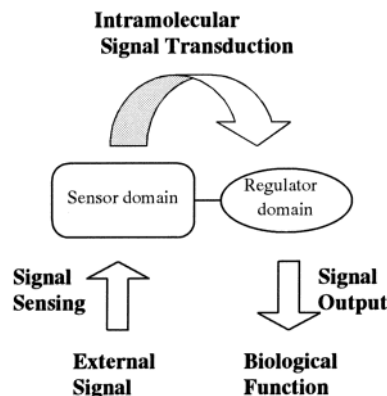 Intramolecular
Signal Transduction
Sensor domain
Regulator
domain
Signal
Sensing
Signal
Output
External
Signal
Biological
Function